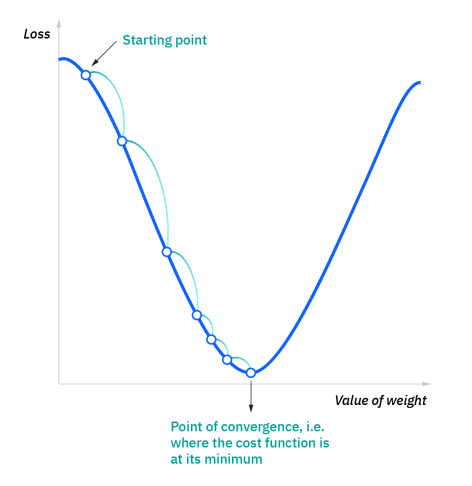 Loss
Starting point
Value of weight
Point of convergence, i.e.
where the cost function is
at its minimum